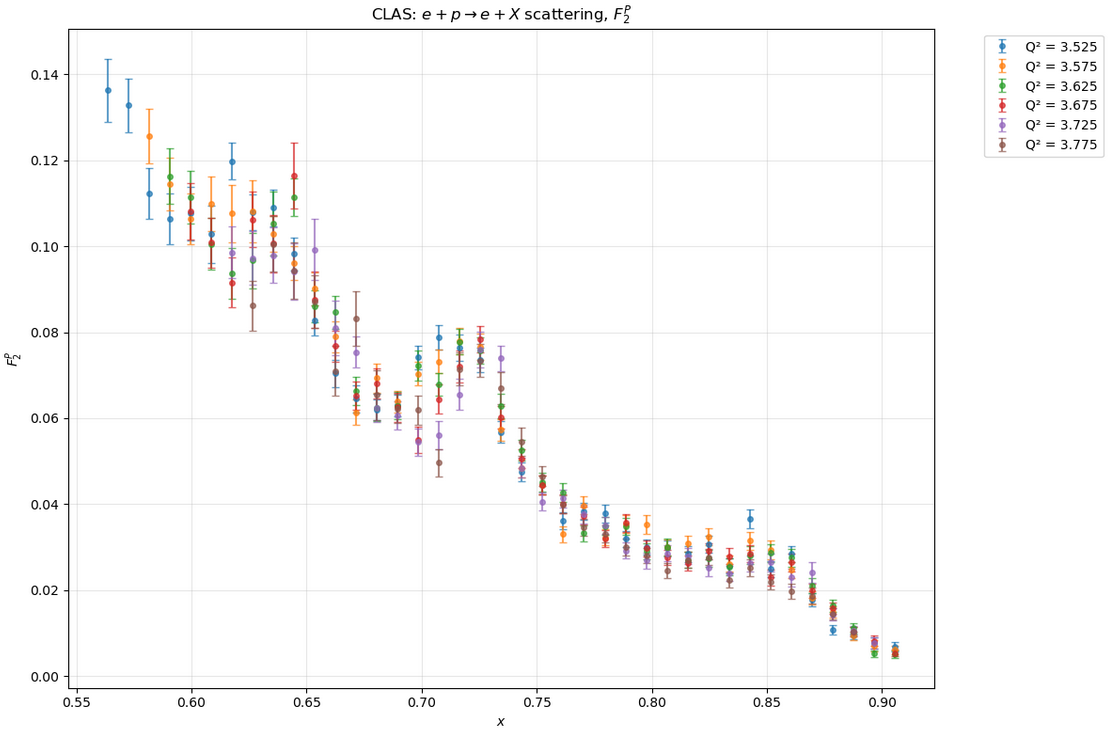 CLAS: e + p → e + X scattering, F₂ᵖ
Q² = 3.525
Q² = 3.575
Q² = 3.625
Q² = 3.675
Q² = 3.725
Q² = 3.775
F₂ᵖ
0.14
0.12
0.10
0.08
0.06
0.04
0.02
0.00
0.55 0.60 0.65 0.70 0.75 0.80 0.85 0.90
x